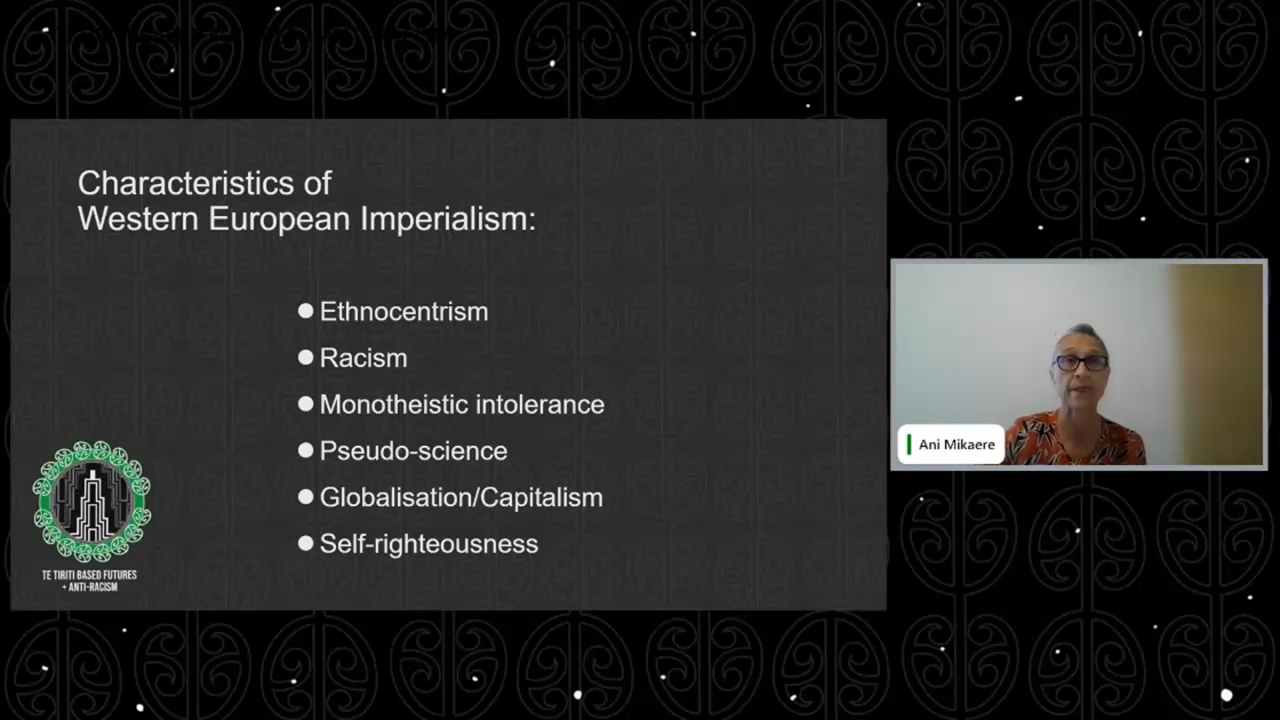 Characteristics of
Western European Imperialism:
● Ethnocentrism
● Racism
● Monotheistic intolerance
● Pseudo-science
● Globalisation/Capitalism
● Self-righteousness
TE TIRITI BASED FUTURES
+ ANTI-RACISM
Ani Mikaere